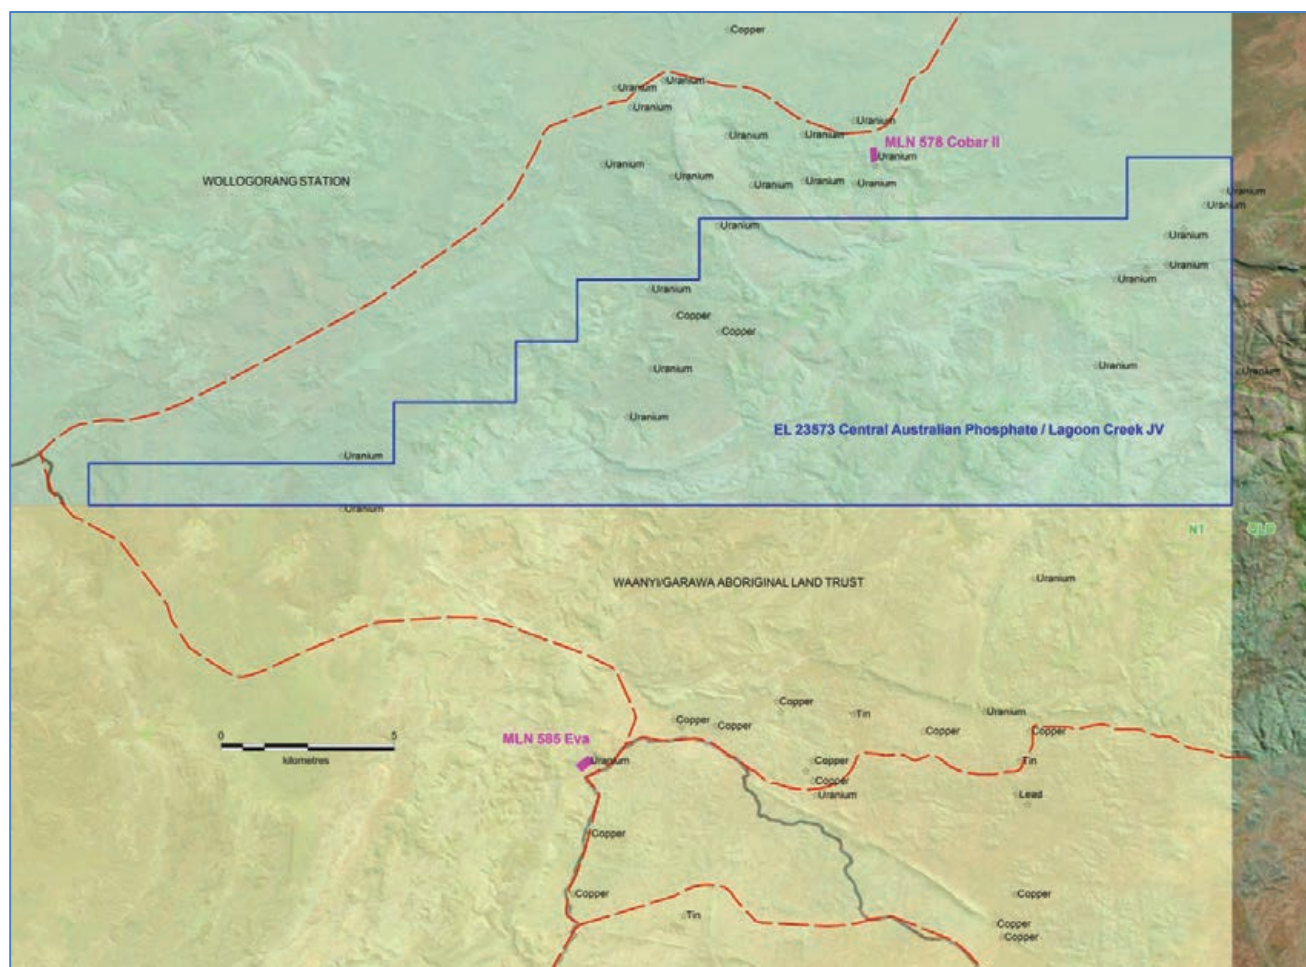 Copper
Uranium
Uranium
Uranium
Uranium
Uranium
Uranium
MLN 578 Cobar II
Uranium
Uranium
Uranium
WOLLOGORANG STATION
Uranium
Uranium
Uranium
Uranium
Uranium
Uranium
Uranium
Uranium
Uranium
Uranium
Uranium
Copper
Copper
Uranium
Uranium
Uranium
Uranium
EL 23573 Central Australian Phosphate / Lagoon Creek JV
Uranium
Uranium
NT
QLD
Uranium
WAANYI/GARAWA ABORIGINAL LAND TRUST
Copper
Tin
Uranium
Copper
Copper
Copper
Copper
0
5
kilometres
MLN 585 Eva
Uranium
Copper
Tin
Copper
Uranium
Lead
Copper
Copper
Copper
Tin
Copper
Copper